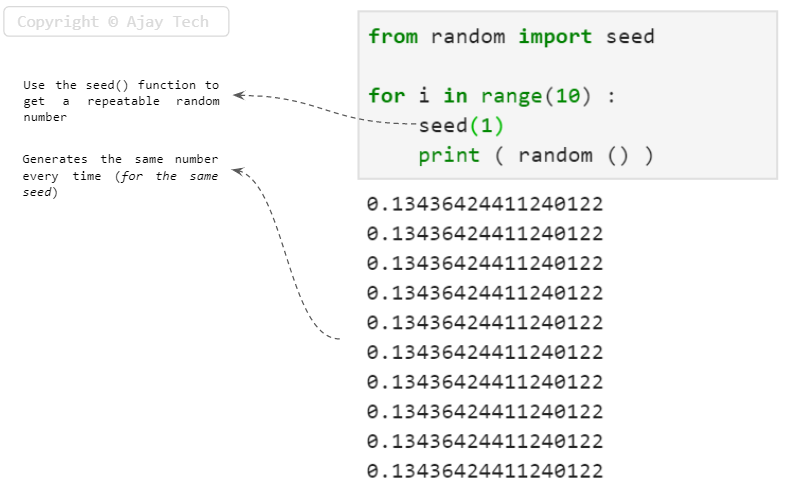 Copyright © Ajay Tech
Use the seed() function to
get a repeatable random
number
Generates the same number
every time (for the same
seed)
from random import seed
for i in range(10) :
seed(1)
print ( random () )
0.13436424411240122
0.13436424411240122
0.13436424411240122
0.13436424411240122
0.13436424411240122
0.13436424411240122
0.13436424411240122
0.13436424411240122
0.13436424411240122
0.13436424411240122